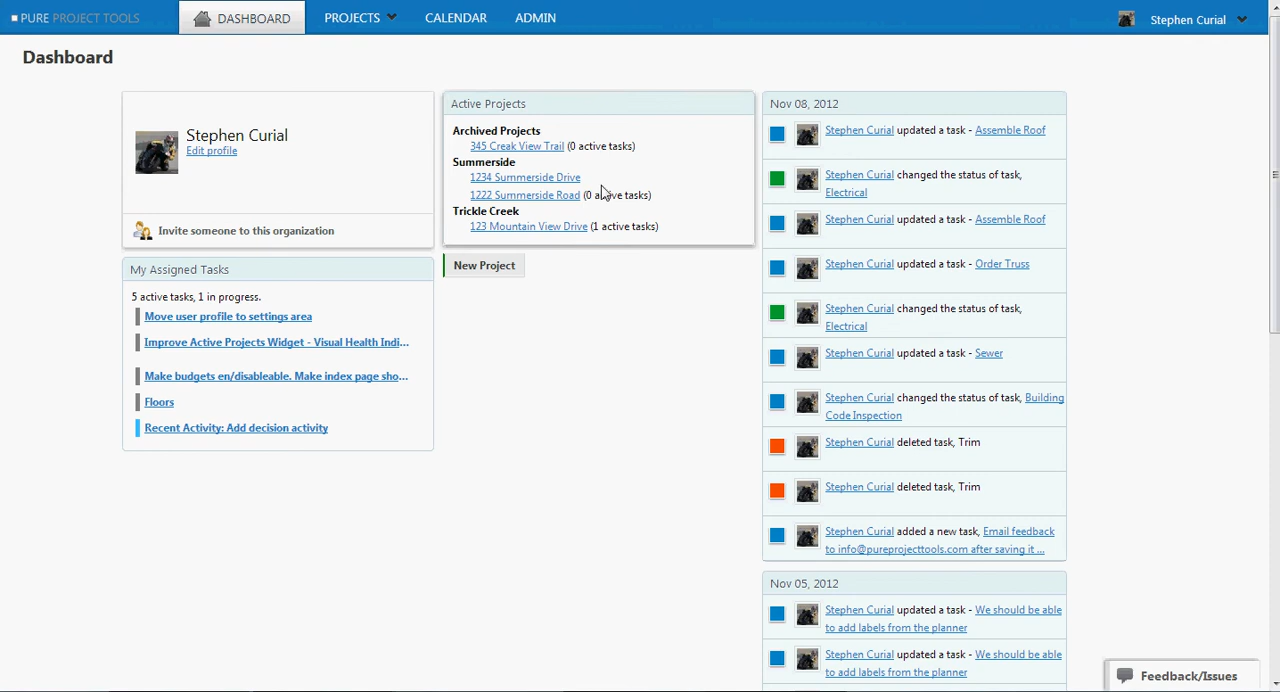 PURE PROJECT TOOLS
DASHBOARD
PROJECTS
CALENDAR
ADMIN
Stephen Curial
Dashboard
Stephen Curial
Edit profile
Invite someone to this organization
My Assigned Tasks
5 active tasks, 1 in progress.
Move user profile to settings area
Improve Active Projects Widget - Visual Health Indi...
Make budgets en/disableable. Make index page sho...
Floors
Recent Activity: Add decision activity
Active Projects
Archived Projects
345 Creak View Trail (0 active tasks)
Summerside
1234 Summerside Drive
1222 Summerside Road (0 active tasks)
Trickle Creek
123 Mountain View Drive (1 active tasks)
New Project
Nov 08, 2012
Stephen Curial updated a task - Assemble Roof
Stephen Curial changed the status of task,
Electrical
Stephen Curial updated a task - Assemble Roof
Stephen Curial updated a task - Order Truss
Stephen Curial changed the status of task,
Electrical
Stephen Curial updated a task - Sewer
Stephen Curial changed the status of task, Building
Code Inspection
Stephen Curial deleted task, Trim
Stephen Curial deleted task, Trim
Stephen Curial added a new task, Email feedback
to info@pureprojecttools.com after saving it ...
Nov 05, 2012
Stephen Curial updated a task - We should be able
to add labels from the planner
Stephen Curial updated a task - We should be able
to add labels from the planner
Feedback/Issues